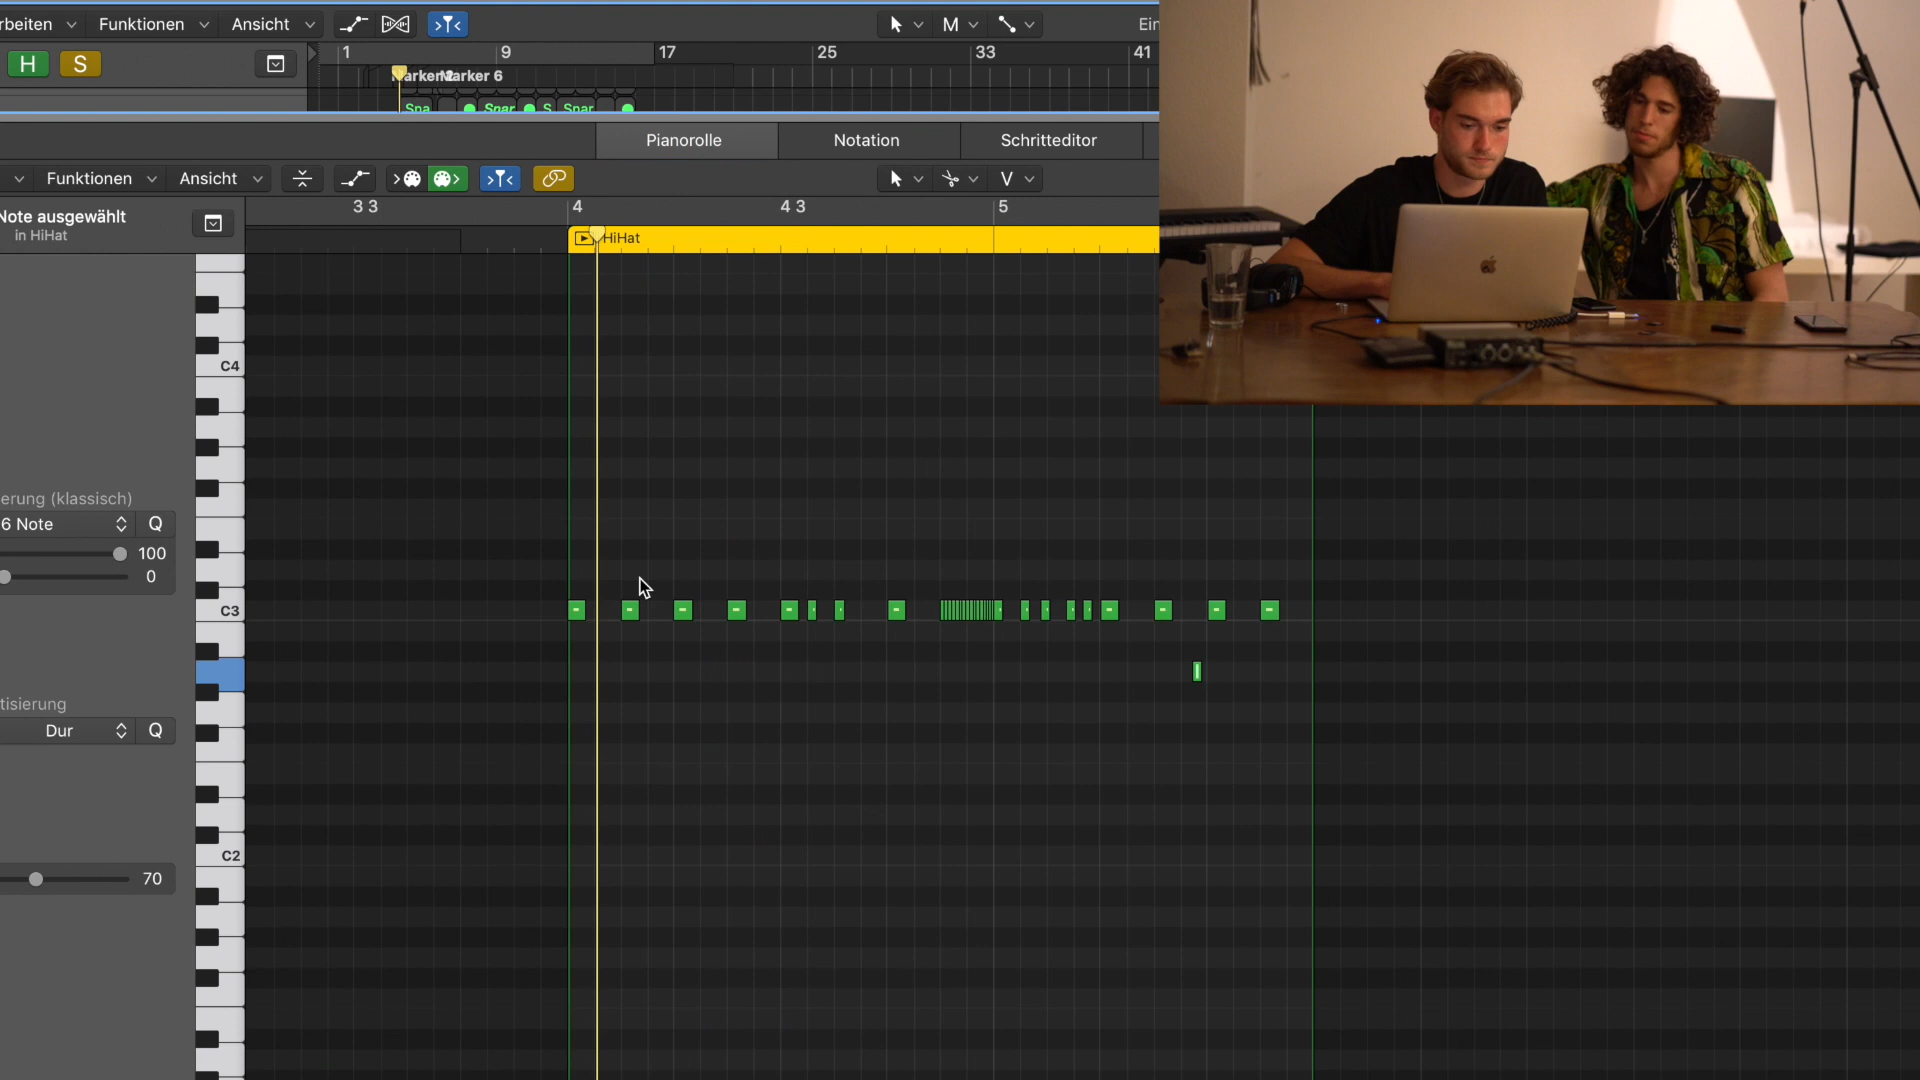 rbeiten Funktionen Ansicht M Ein
H S 1 9 17 25 33 41
Marker 6
Sna Snar S Snar
Pianorolle Notation Schritteditor
Funktionen Ansicht V
Note ausgewählt
in HiHat
3 3 4 4 3 5
HiHat
C4
erung (klassisch)
6 Note Q
100
0
C3
tisierung
Dur Q
C2
70